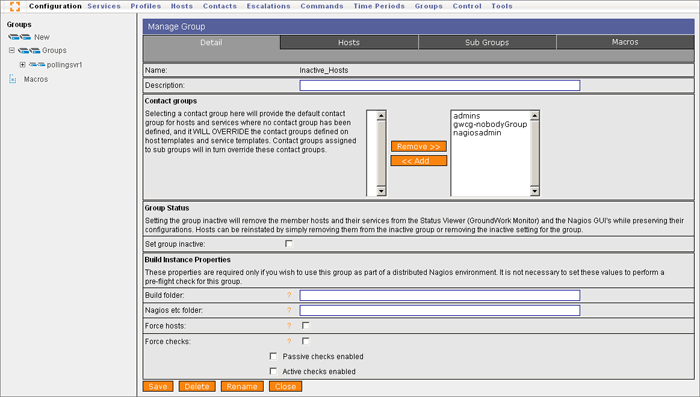 Configuration Services Profiles Hosts Contacts Escalations Commands Time Periods Groups Control Tools
Groups
New
Groups
pollingsvr1
Macros
Manage Group
Detail Hosts Sub Groups Macros
Name: Inactive_Hosts
Description:
Contact groups
Selecting a contact group here will provide the default contact
group for hosts and services where no contact group has been
defined, and it WILL OVERRIDE the contact groups defined on
host templates and service templates. Contact groups assigned
to sub groups will in turn override these contact groups.
Remove >>
<< Add
admins
gwcg-nobodyGroup
nagiosadmin
Group Status
Setting the group inactive will remove the member hosts and their services from the Status Viewer (GroundWork Monitor) and the Nagios GUI's while preserving their
configurations. Hosts can be reinstated by simply removing them from the inactive group or removing the inactive setting for the group.
Set group inactive:
Build Instance Properties
These properties are required only if you wish to use this group as part of a distributed Nagios environment. It is not necessary to set these values to perform a
pre-flight check for this group.
Build folder: ?
Nagios etc folder: ?
Force hosts: ?
Force checks: ?
Passive checks enabled
Active checks enabled
Save Delete Rename Close